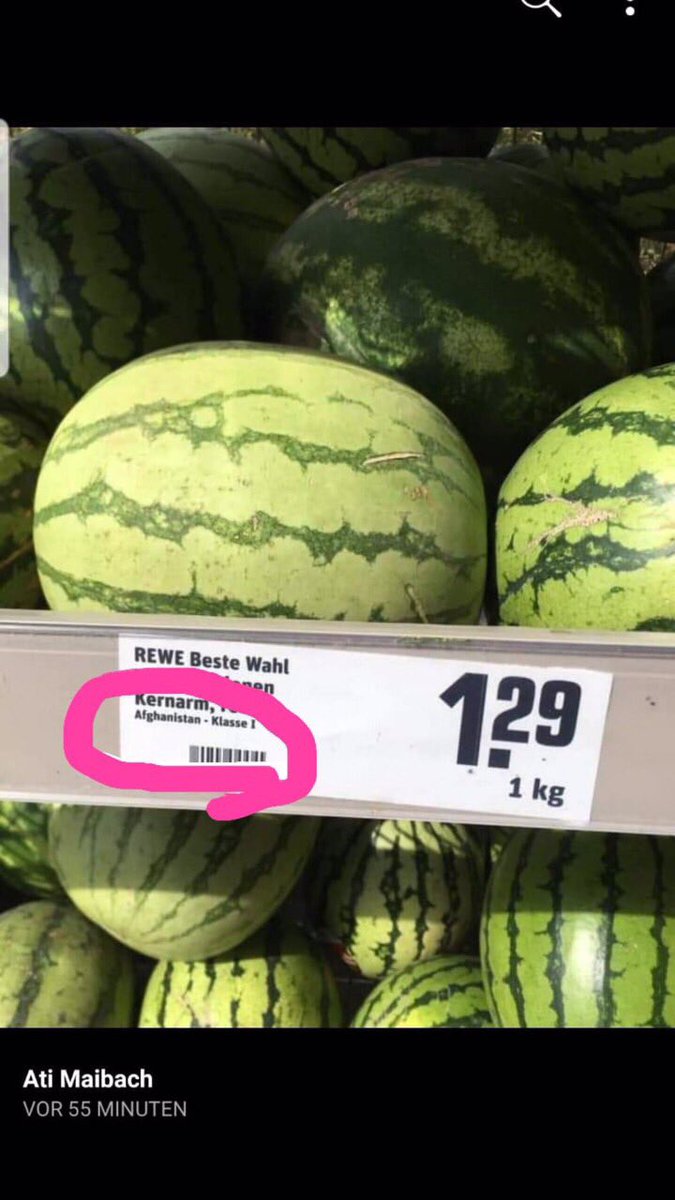 REWE Beste Wahl
Kernarm,
Afghanistan - Klasse I
1.29
1 kg
Ati Maibach
VOR 55 MINUTEN